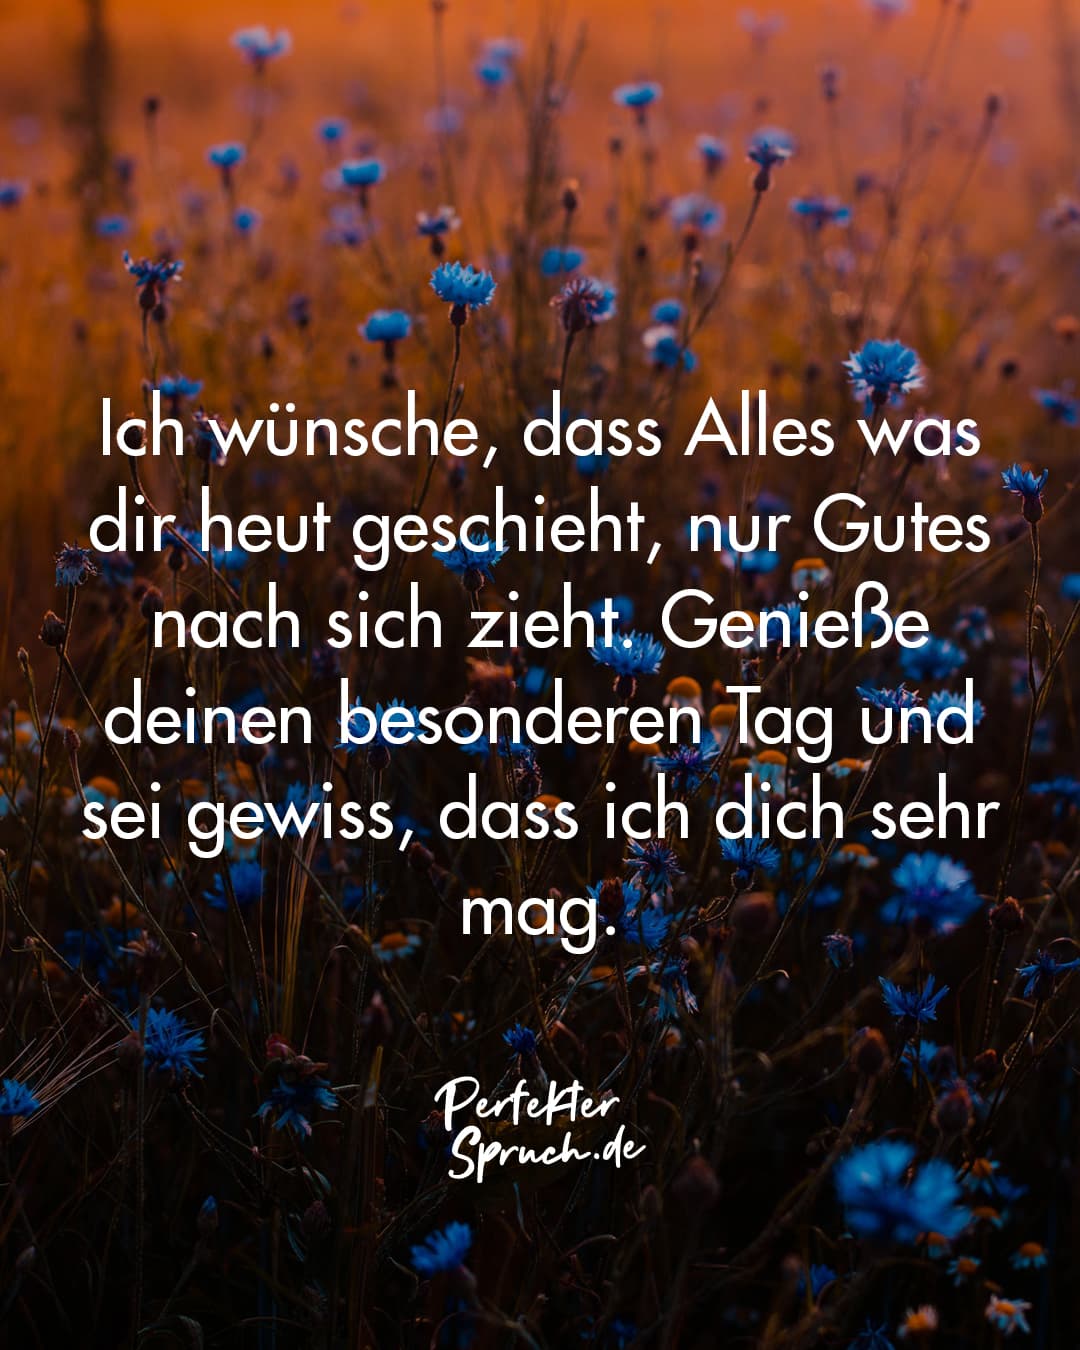 Ich wünsche, dass Alles was
dir heut geschieht, nur Gutes
nach sich zieht. Genieße
deinen besonderen Tag und
sei gewiss, dass ich dich sehr
mag.
Perfekter
Spruch.de